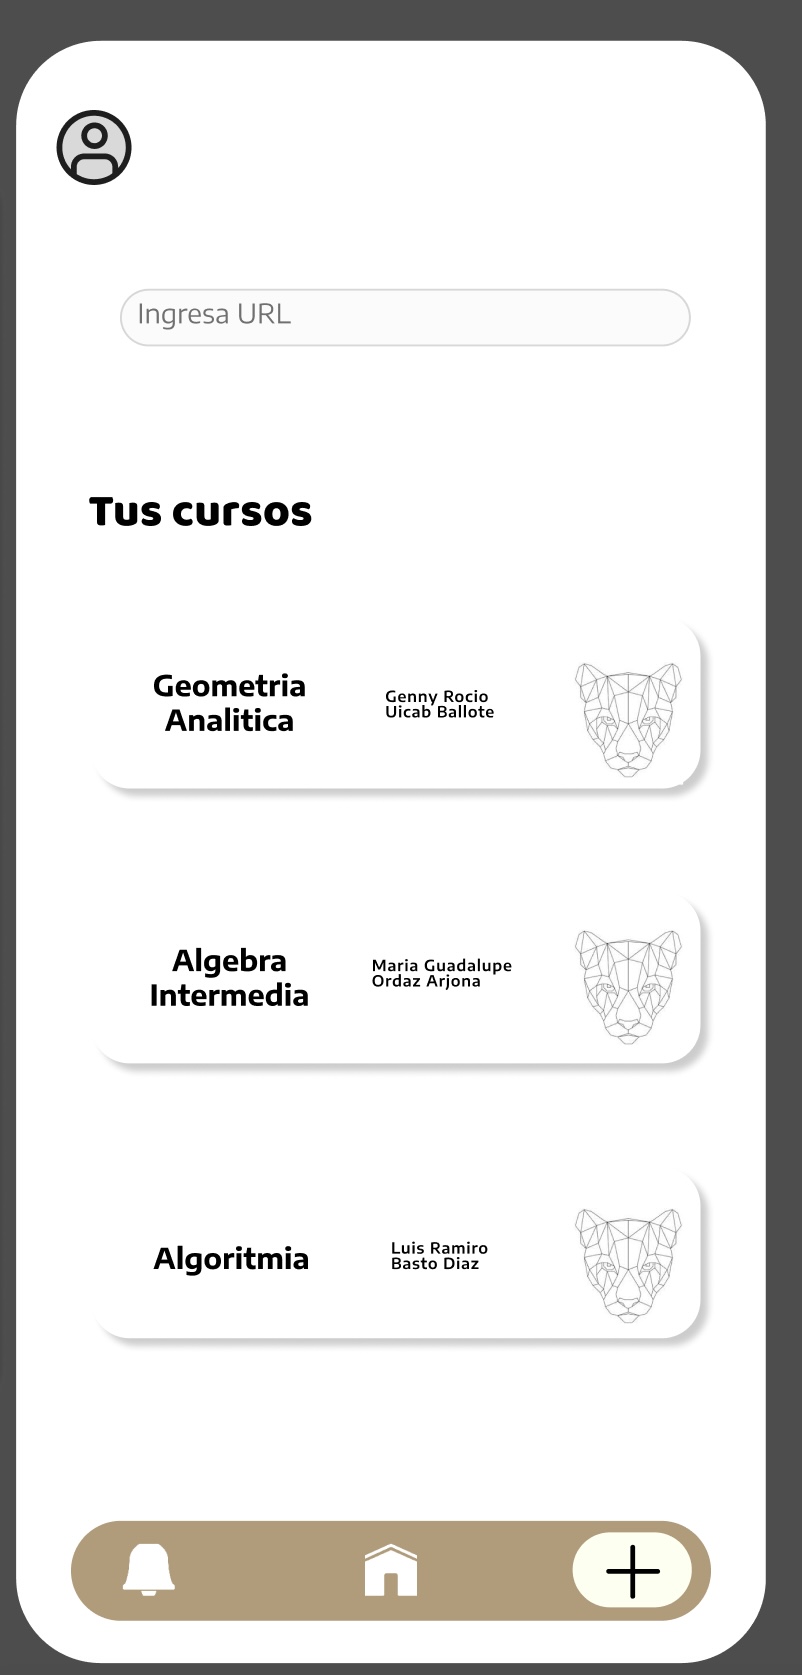 Ingresa URL
Tus cursos
Geometria
Analitica
Genny Rocio
Uicab Ballote
Algebra
Intermedia
Maria Guadalupe
Ordaz Arjona
Algoritmia
Luis Ramiro
Basto Diaz